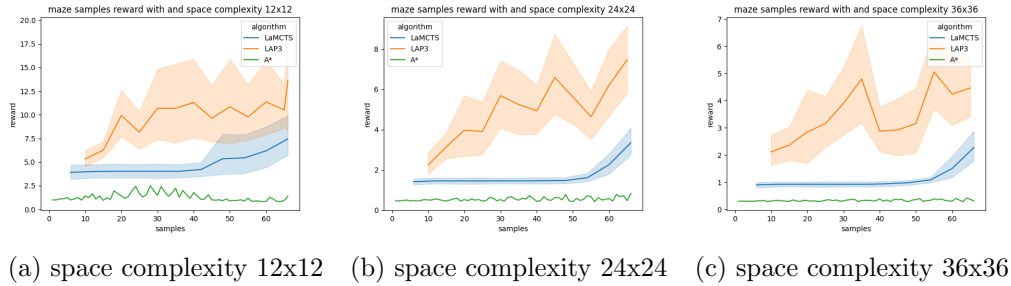 maze samples reward with and space complexity 12x12
20.0
17.5
15.0
12.5
10.0
7.5
5.0
2.5
0.0
reward
0
10
20
30
40
50
60
samples
algorithm
LaMCTS
LAP3
A*
(a) space complexity 12x12
maze samples reward with and space complexity 24x24
8
6
4
2
0
reward
0
10
20
30
40
50
60
samples
algorithm
LaMCTS
LAP3
A*
(b) space complexity 24x24
maze samples reward with and space complexity 36x36
7
6
5
4
3
2
1
0
reward
0
10
20
30
40
50
60
samples
algorithm
LaMCTS
LAP3
A*
(c) space complexity 36x36